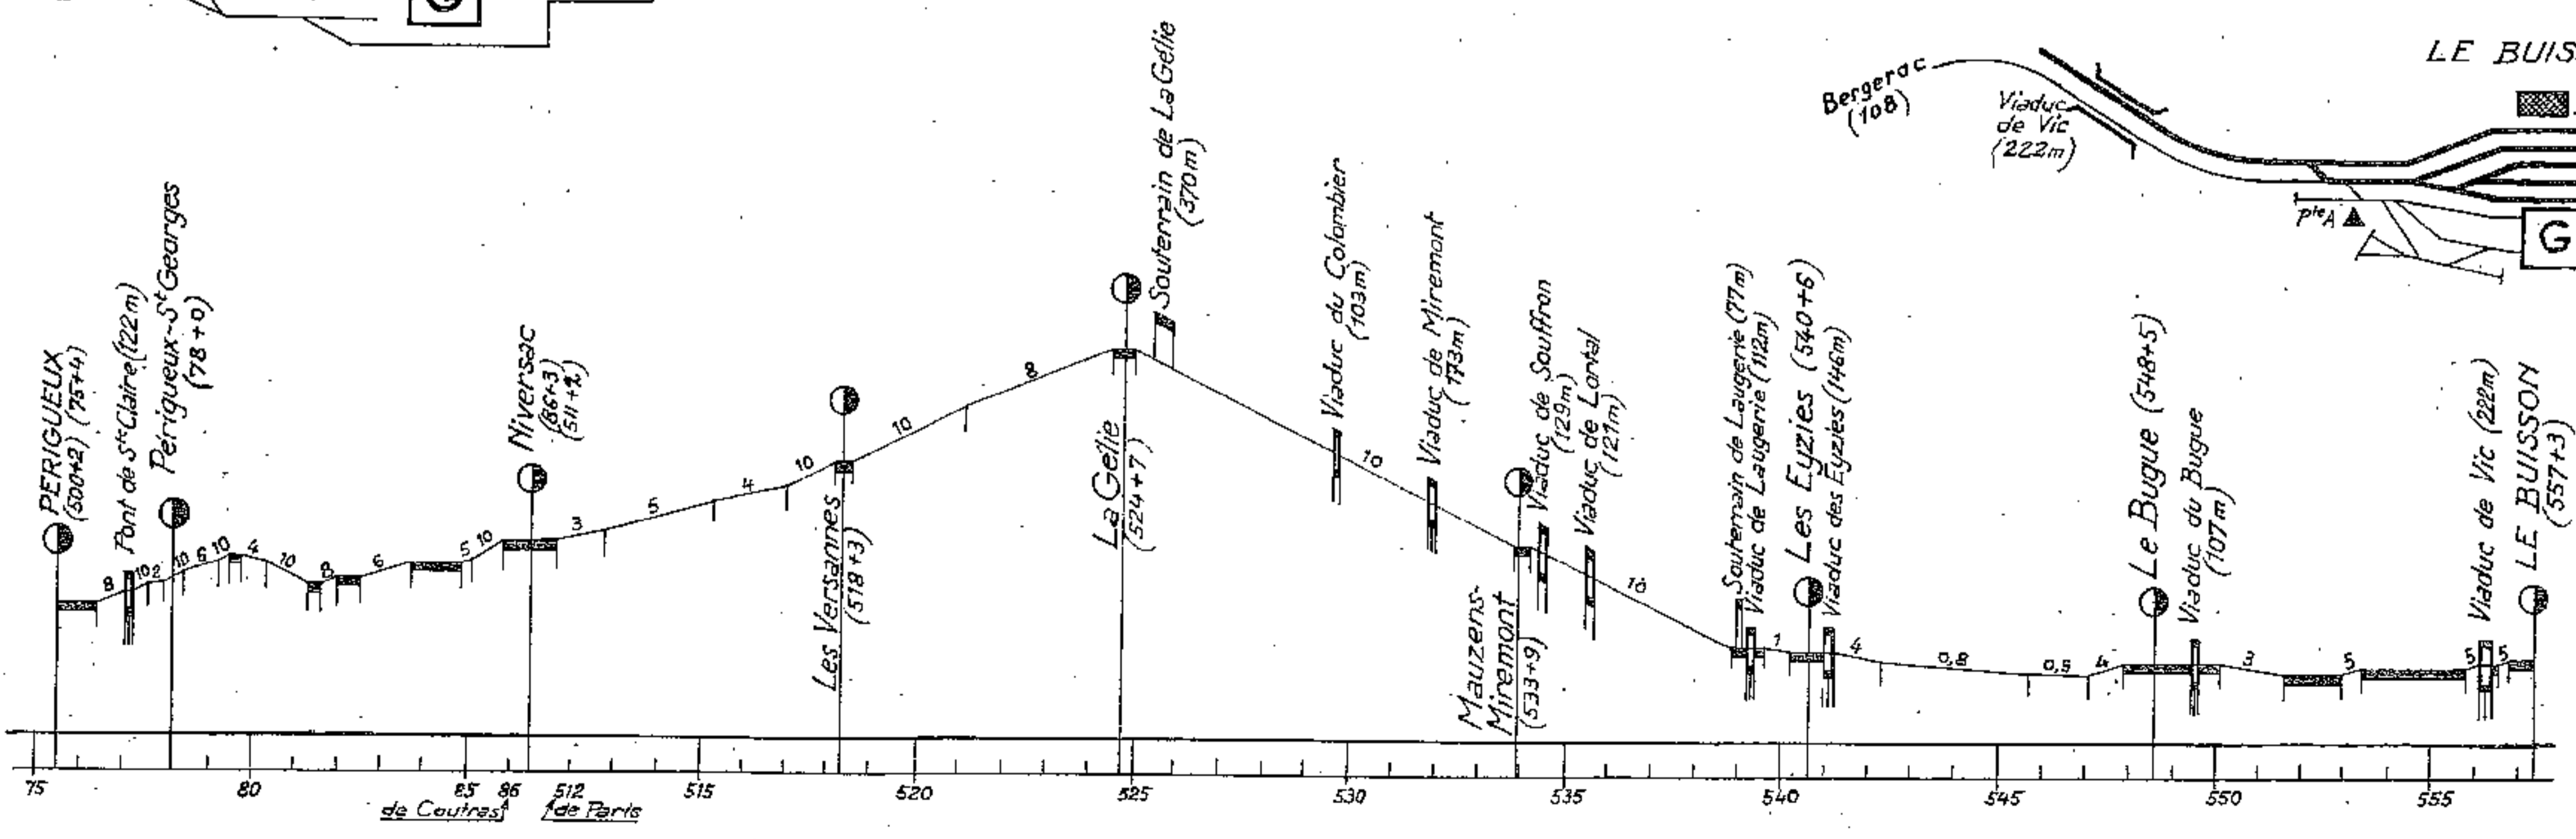 G
PERIGUEUX
(500+2) (75+4)
Pont de Ste Claire (122m)
Périgueux-St Georges
(78+0)
Niversac
(86+3)
Les Versannes
(518+3)
La Gélie
(524+7)
Souterrain de La Gélie
(370m)
Viaduc du Colombier
(103m)
Viaduc de Miremont
(173m)
Mauzens-
Miremont
(533+9)
Viaduc de Souffron
(129m)
Viaduc de Lortal
(121m)
Souterrain de Laugerie (77m)
Viaduc de Laugerie (112m)
Les Eyzies (540+6)
Viaduc des Eyzies (146m)
Le Bugue (548+5)
Viaduc du Bugue
(107m)
Viaduc de Vic (222m)
LE BUISSON
(557+3)
Bergerac
(108)
Viaduc
de Vic
(222m)
LE BUIS
pteA
G
8 10 2 10 6 10 4 10 8 6 5 10 3 5 4 10 10 8 10 10 1 4 0,8 0,5 4 3 5 5 5
75 80 85 86 512 515 520 525 530 535 540 545 550 555
de Coutras
de Paris